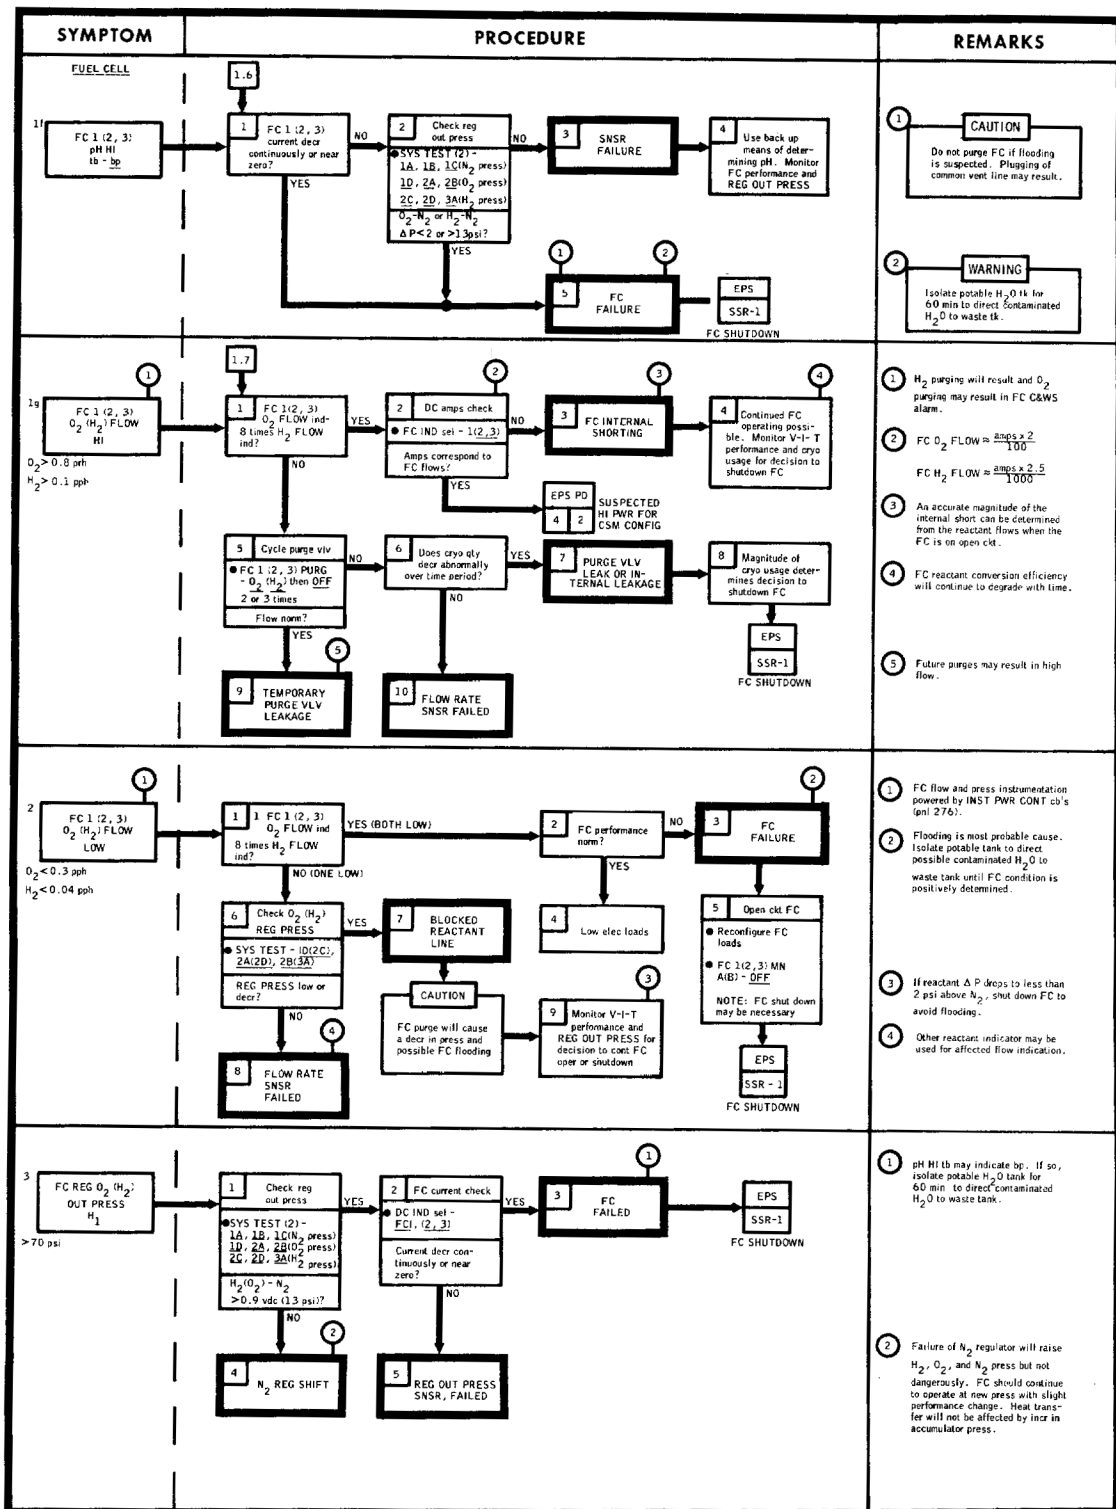 SYMPTOM
PROCEDURE
REMARKS
FUEL CELL
1f
FC 1 (2, 3)
pH HI
tb - bp
1.6
1
FC 1 (2, 3)
current decr
continuously or near
zero?
NO
YES
2
Check reg
out press
●SYS TEST (2) -
1A, 1B, 1C(N2 press)
1D, 2A, 2B(O2 press)
2C, 2D, 3A(H2 press)
O2-N2 or H2-N2
Δ P<2 or >13psi?
NO
YES
3
SNSR
FAILURE
4
Use back up
means of deter-
mining pH. Monitor
FC performance and
REG OUT PRESS
1
2
5
FC
FAILURE
EPS
SSR-1
FC SHUTDOWN
1
CAUTION
Do not purge FC if flooding
is suspected. Plugging of
common vent line may result.
2
WARNING
Isolate potable H2O tk for
60 min to direct contaminated
H2O to waste tk.
1g
1
FC 1 (2, 3)
O2 (H2) FLOW
HI
O2> 0.8 prh
H2> 0.1 pph
1.7
1
FC 1(2, 3)
O2 FLOW ind-
8 times H2 FLOW
ind?
YES
NO
2
2
DC amps check
● FC IND sel - 1(2,3)
Amps correspond to
FC flows?
NO
YES
3
3
FC INTERNAL
SHORTING
4
4
Continued FC
operating possi-
ble. Monitor V-I-T
performance and cryo
usage for decision to
shutdown FC
EPS PD
4 2
SUSPECTED
HI PWR FOR
CSM CONFIG
5
Cycle purge vlv
● FC 1 (2, 3) PURG
- O2 (H2) then OFF
2 or 3 times
Flow norm?
NO
YES
6
Does cryo qty
decr abnormally
over time period?
YES
NO
7
PURGE VLV
LEAK OR IN-
TERNAL LEAKAGE
8
Magnitude of
cryo usage deter-
mines decision to
shutdown FC
EPS
SSR-1
FC SHUTDOWN
5
9
TEMPORARY
PURGE VLV
LEAKAGE
10
FLOW RATE
SNSR FAILED
1
H2 purging will result and O2
purging may result in FC C&WS
alarm.
2
FC O2 FLOW ≈ amps x 2
100
FC H2 FLOW ≈ amps x 2.5
1000
3
An accurate magnitude of the
internal short can be determined
from the reactant flows when the
FC is on open ckt.
4
FC reactant conversion efficiency
will continue to degrade with time.
5
Future purges may result in high
flow.
2
1
FC 1 (2, 3)
O2 (H2) FLOW
LOW
O2<0.3 pph
H2<0.04 pph
1
1 FC 1 (2, 3)
O2 FLOW ind
8 times H2 FLOW
ind?
YES (BOTH LOW)
NO (ONE LOW)
2
FC performance
norm?
NO
YES
2
3
FC
FAILURE
4
Low elec loads
5
Open ckt FC
● Reconfigure FC
loads
● FC 1(2,3) MN
A(B) - OFF
NOTE: FC shut down
may be necessary
EPS
SSR - 1
FC SHUTDOWN
6
Check O2 (H2)
REG PRESS
● SYS TEST - ID(2C),
2A(2D), 2B(3A)
REG PRESS low or
decr?
YES
NO
7
BLOCKED
REACTANT
LINE
CAUTION
FC purge will cause
a decr in press and
possible FC flooding
3
9
Monitor V-I-T
perfomance and
REG OUT PRESS for
decision to cont FC
oper or shutdown
4
8
FLOW RATE
SNSR
FAILED
1
FC flow and press instrumentation
powered by INST PWR CONT cb's
(pnl 276).
2
Flooding is most probable cause.
Isolate potable tank to direct
possible contaminated H2O to
waste tank until FC condition is
positively determined.
3
If reactant Δ P drops to less than
2 psi above N2, shut down FC to
avoid flooding.
4
Other reactant indicator may be
used for affected flow indication.
3
FC REG O2 (H2)
OUT PRESS
H1
>70 psi
1
Check reg
out press
●SYS TEST (2) -
1A, 1B, 1C(N2 press)
1D, 2A, 2B(O2 press)
2C, 2D, 3A(H2 press)
H2(O2) - N2
>0.9 vdc (13 psi)?
YES
NO
2
FC current check
● DC IND sel -
FC1, (2, 3)
Current decr con-
tinuously or near
zero?
YES
NO
1
3
FC
FAILED
EPS
SSR-1
FC SHUTDOWN
2
4
N2 REG SHIFT
5
REG OUT PRESS
SNSR, FAILED
1
pH HI tb may indicate bp. If so,
isolate potable H2O tank for
60 min to direct contaminated
H2O to waste tank.
2
Failure of N2 regulator will raise
H2, O2, and N2 press but not
dangerously. FC should continue
to operate at new press with slight
performance change. Heat trans-
fer will not be affected by incr in
accumulator press.